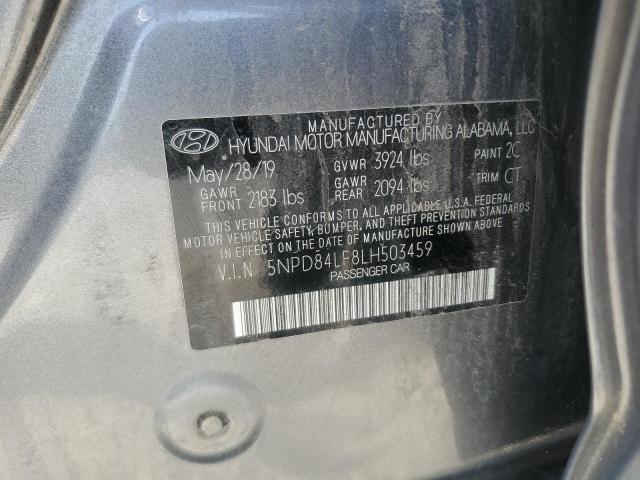 MANUFACTURED BY
HYUNDAI MOTOR MANUFACTURING ALABAMA, LLC
May/28/19 GVWR 3924 lbs PAINT 2C
GAWR FRONT 2183 lbs GAWR REAR 2094 lbs TRIM CT
THIS VEHICLE CONFORMS TO ALL APPLICABLE U.S.A. FEDERAL
MOTOR VEHICLE SAFETY, BUMPER, AND THEFT PREVENTION STANDARDS
IN EFFECT ON THE DATE OF MANUFACTURE SHOWN ABOVE.
V.I.N 5NPD84LF8LH503459
PASSENGER CAR